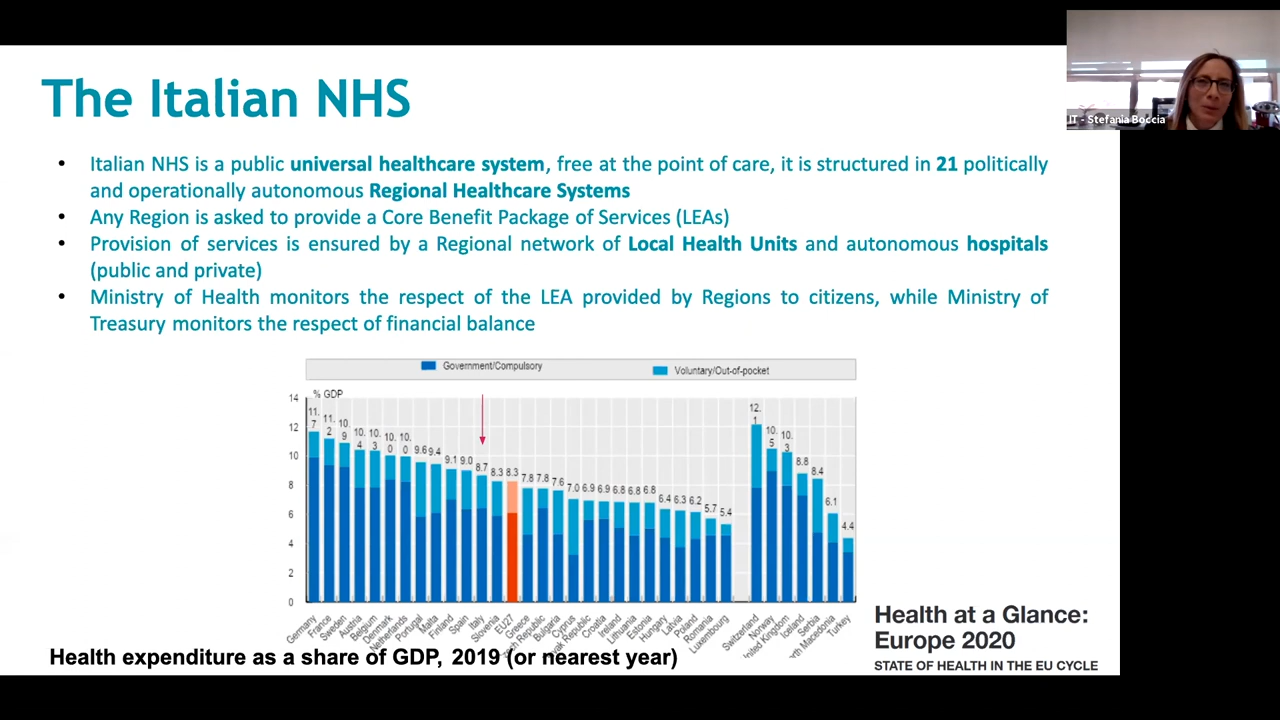 The Italian NHS
IT - Stefania Boccia
• Italian NHS is a public universal healthcare system, free at the point of care, it is structured in 21 politically
and operationally autonomous Regional Healthcare Systems
• Any Region is asked to provide a Core Benefit Package of Services (LEAs)
• Provision of services is ensured by a Regional network of Local Health Units and autonomous hospitals
(public and private)
• Ministry of Health monitors the respect of the LEA provided by Regions to citizens, while Ministry of
Treasury monitors the respect of financial balance
Government/Compulsory
Voluntary/Out-of-pocket
% GDP
14
12
10
8
6
4
2
0
11.7 11.2 10.9 10.4 10.3 10.0 10.0 9.6 9.4 9.1 9.0 8.7 8.3 8.3 7.8 7.8 7.6 7.0 6.9 6.9 6.8 6.8 6.8 6.4 6.3 6.2 5.7 5.4 12.1 10.5 10.3 8.8 8.4 6.1 4.4
Germany France Sweden Austria Belgium Denmark Netherlands Portugal Malta Finland Spain Italy Slovenia EU27 Greece Republic Bulgaria Cyprus Republic Croatia Ireland Lithuania Estonia Hungary Latvia Poland Romania Luxembourg Switzerland Norway Kingdom Iceland Serbia Macedonia Turkey
Health expenditure as a share of GDP, 2019 (or nearest year)
Health at a Glance:
Europe 2020
STATE OF HEALTH IN THE EU CYCLE